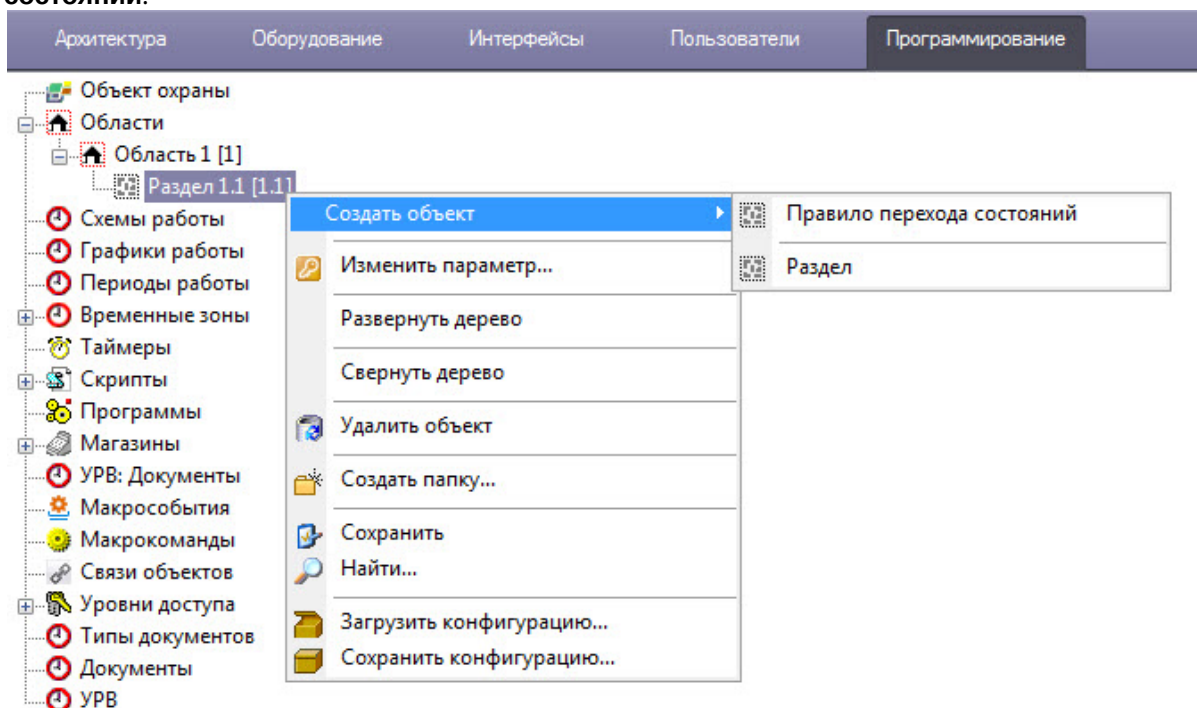 состояний.
Архитектура Оборудование Интерфейсы Пользователи Программирование
Объект охраны
Области
Область 1 [1]
Раздел 1.1 [1.1]
Схемы работы
Графики работы
Периоды работы
Временные зоны
Таймеры
Скрипты
Программы
Магазины
УРВ: Документы
Макрособытия
Макрокоманды
Связи объектов
Уровни доступа
Типы документов
Документы
УРВ
Создать объект
Изменить параметр...
Развернуть дерево
Свернуть дерево
Удалить объект
Создать папку...
Сохранить
Найти...
Загрузить конфигурацию...
Сохранить конфигурацию...
Правило перехода состояний
Раздел